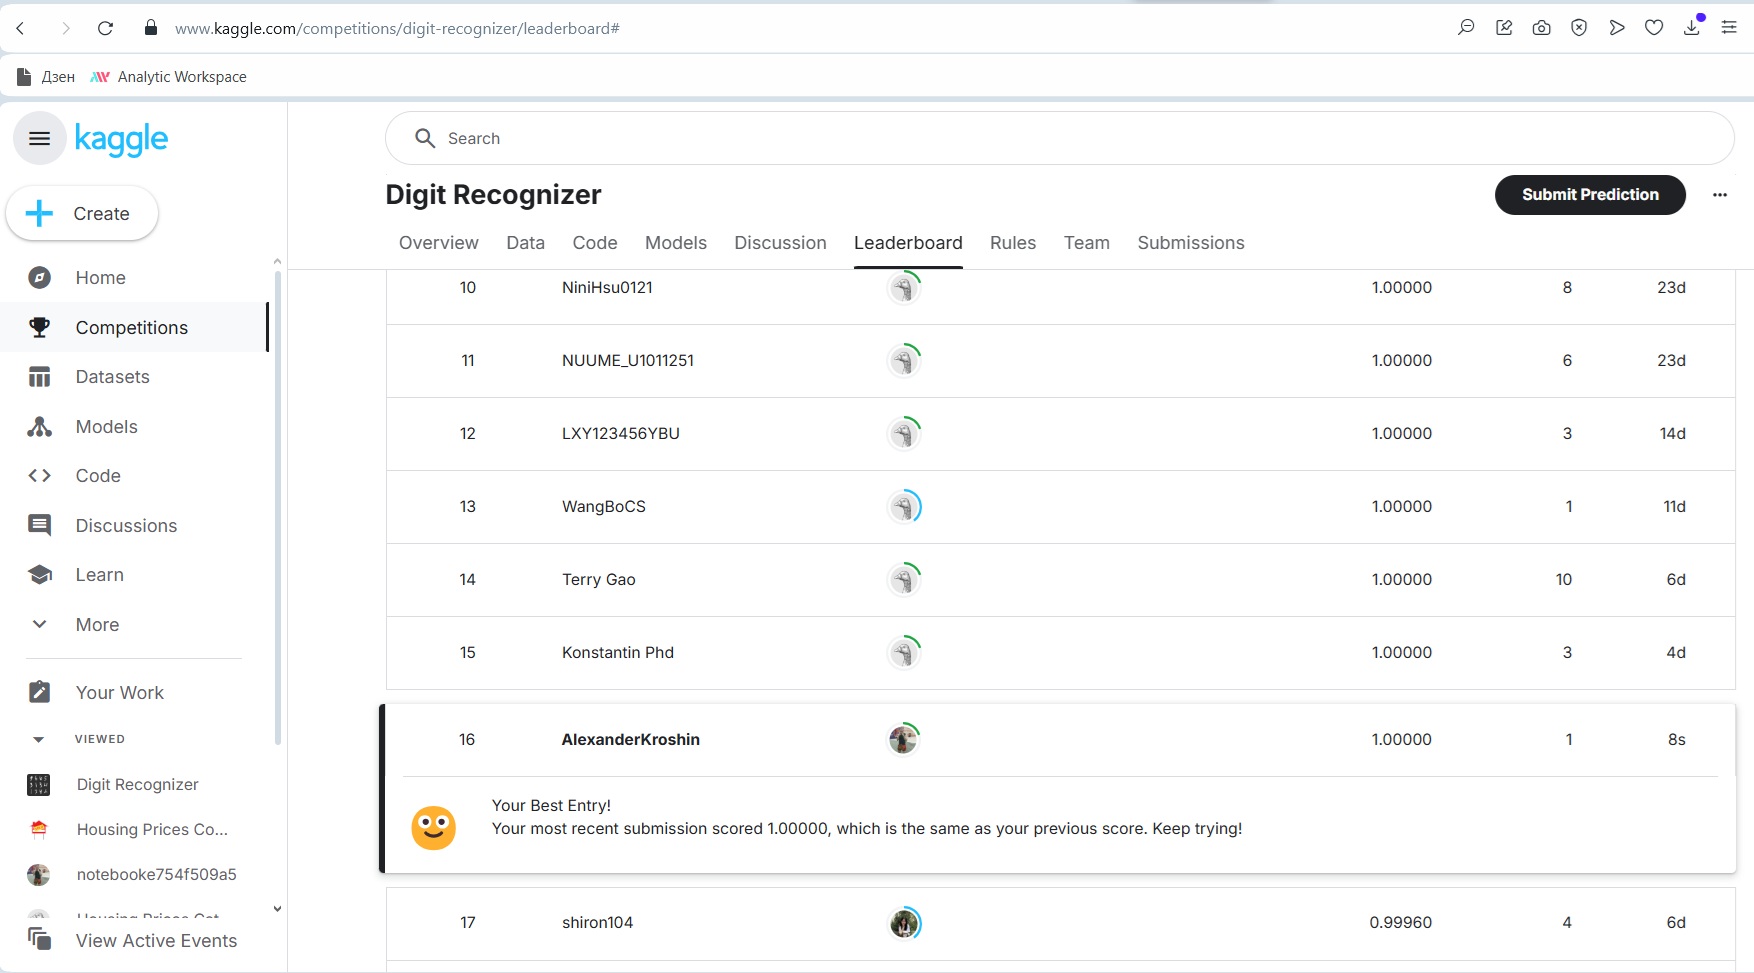 www.kaggle.com/competitions/digit-recognizer/leaderboard#
Дзен Analytic Workspace
kaggle
Search
Create
Digit Recognizer
Submit Prediction
Overview Data Code Models Discussion Leaderboard Rules Team Submissions
Home
Competitions
Datasets
Models
Code
Discussions
Learn
More
Your Work
VIEWED
Digit Recognizer
Housing Prices Co...
notebooke754f509a5
View Active Events
10 NiniHsu0121 1.00000 8 23d
11 NUUME_U1011251 1.00000 6 23d
12 LXY123456YBU 1.00000 3 14d
13 WangBoCS 1.00000 1 11d
14 Terry Gao 1.00000 10 6d
15 Konstantin Phd 1.00000 3 4d
16 AlexanderKroshin 1.00000 1 8s
Your Best Entry!
Your most recent submission scored 1.00000, which is the same as your previous score. Keep trying!
17 shiron104 0.99960 4 6d